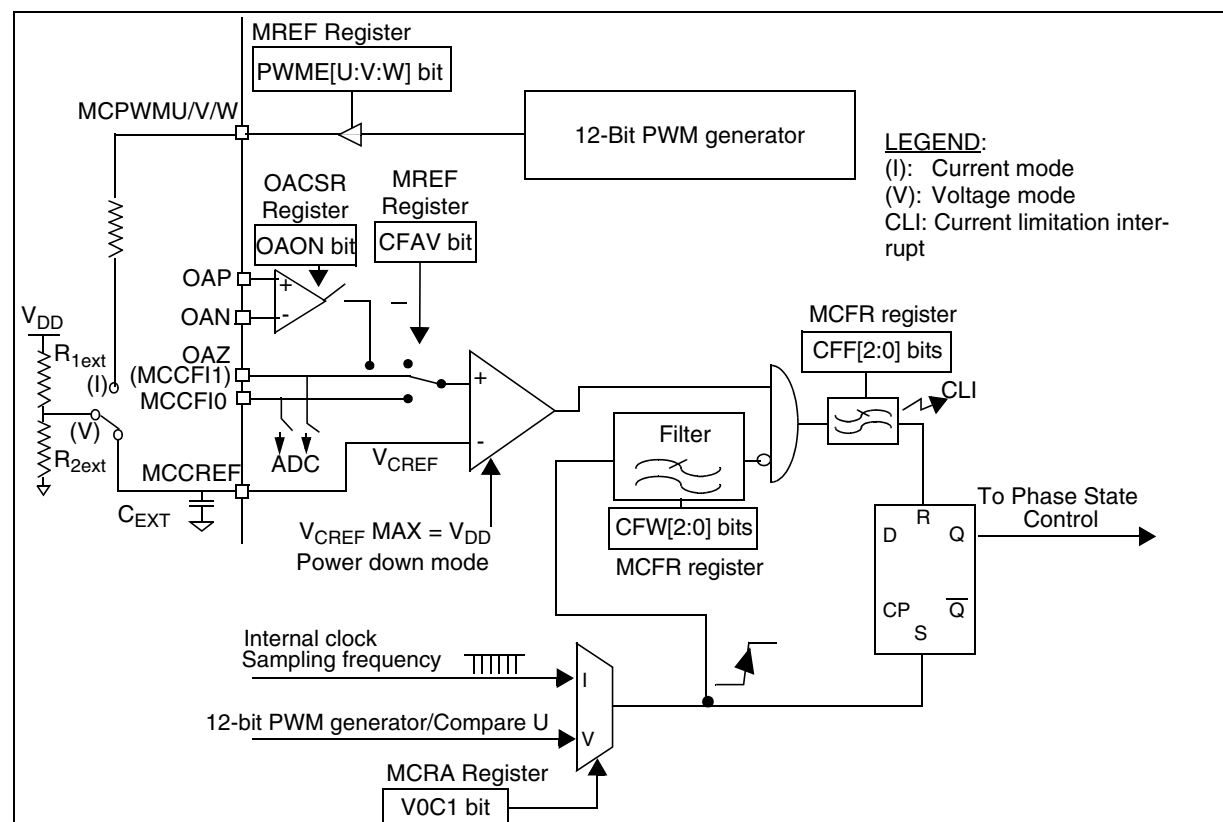 MREF Register
PWME[U:V:W] bit
MCPWMU/V/W
12-Bit PWM generator
LEGEND:
(I): Current mode
(V): Voltage mode
CLI: Current limitation inter-
rupt
OACSR
Register
OAON bit
MREF
Register
CFAV bit
OAP
+
OAN
-
VDD
R1ext
(I)
OAZ
(MCCFI1)
MCCFI0
+
-
(V)
R2ext
ADC
VCREF
MCCREF
CEXT
VCREF MAX = VDD
Power down mode
MCFR register
CFF[2:0] bits
CLI
Filter
CFW[2:0] bits
MCFR register
R
D Q
CP Q
S
To Phase State
Control
Internal clock
Sampling frequency
I
12-bit PWM generator/Compare U
V
MCRA Register
V0C1 bit